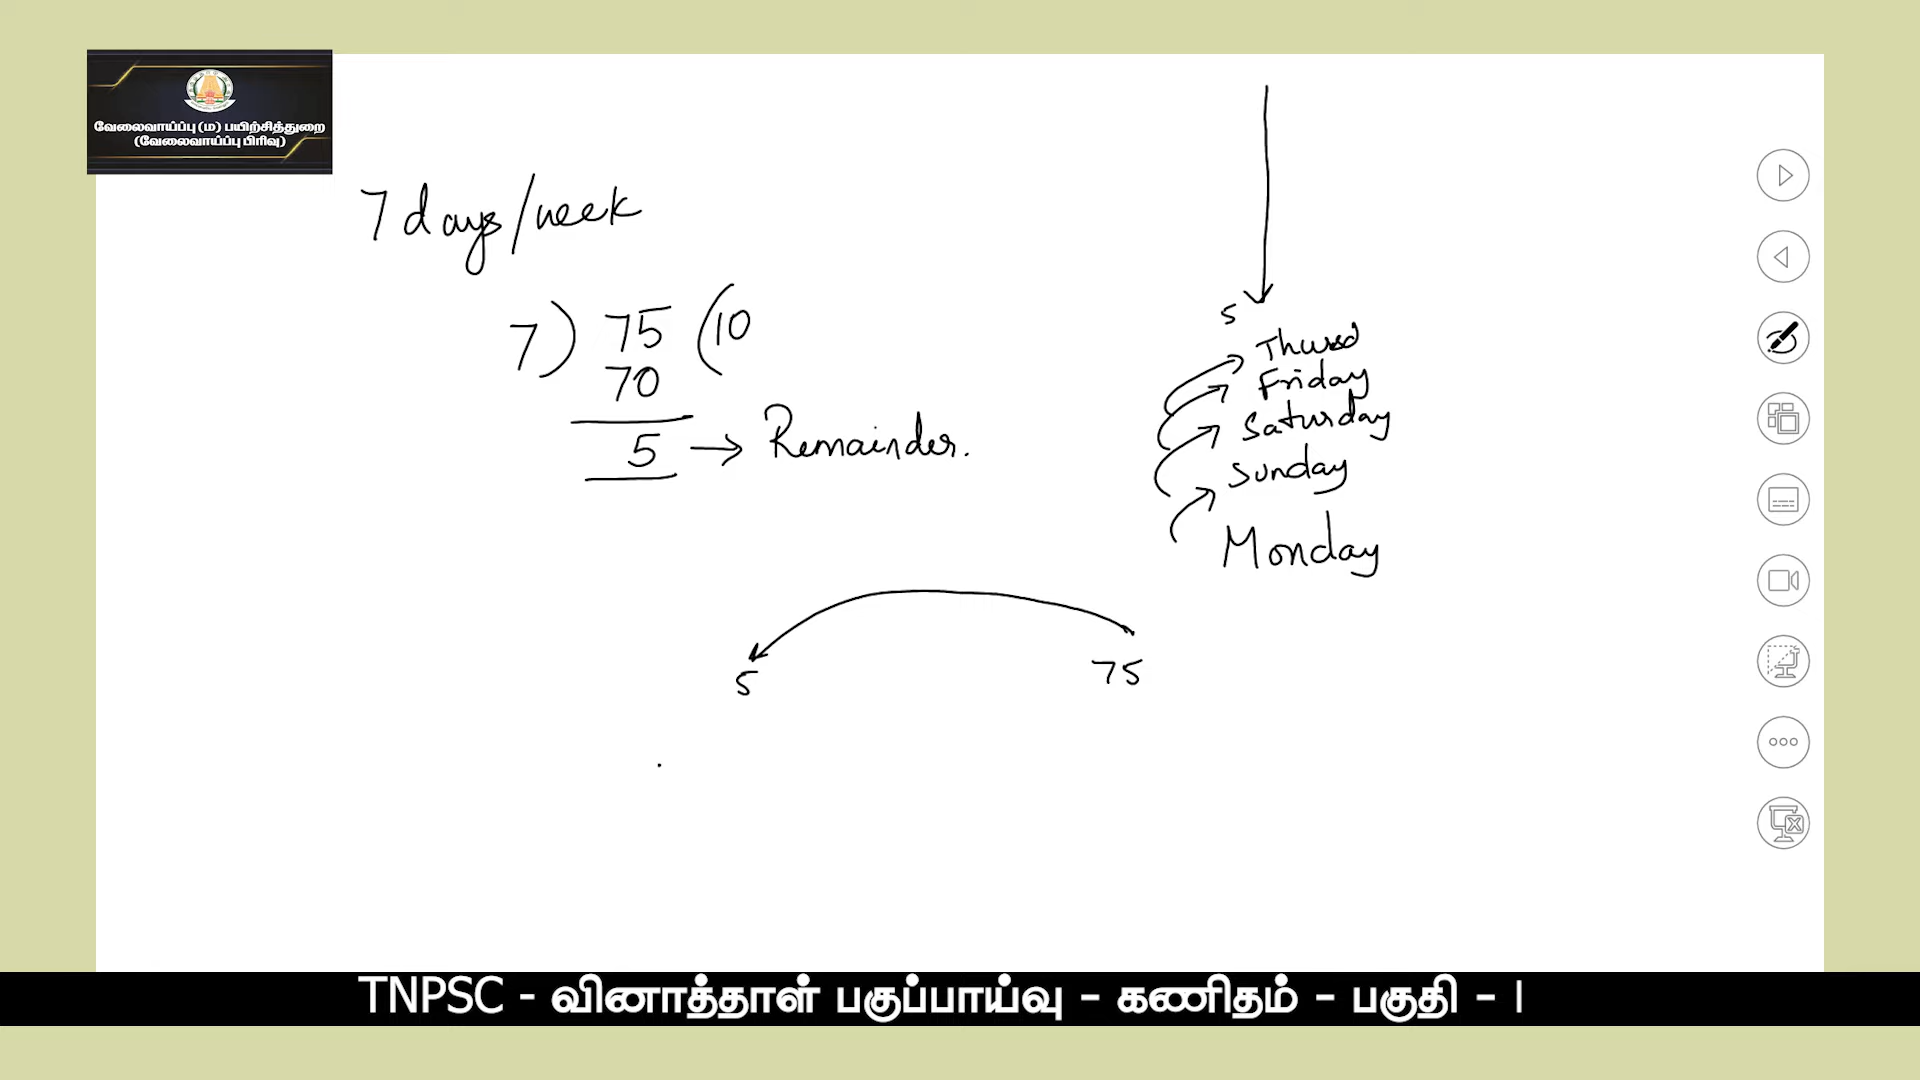 வேலைவாய்ப்பு (ம) பயிற்சித்துறை
(வேலைவாய்ப்பு பிரிவு)
7 days/week
7) 75 (10
70
5 → Remainder.
5
Thursd
Friday
Saturday
Sunday
Monday
5
75
TNPSC - வினாத்தாள் பகுப்பாய்வு - கணிதம் - பகுதி - I